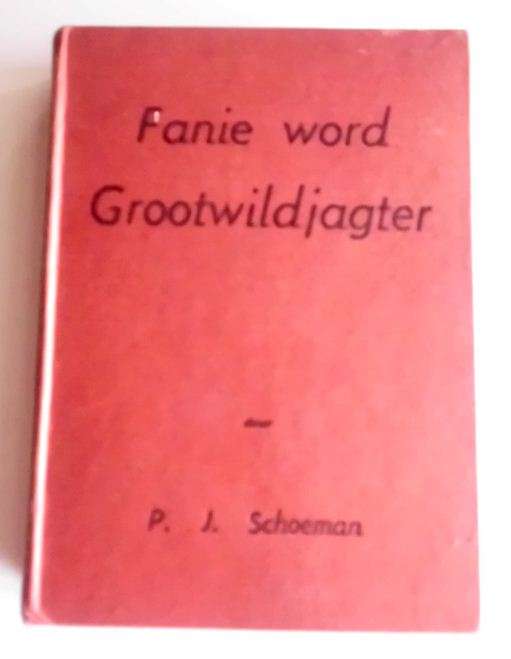 Fanie word
Grootwildjagter
deur
P. J. Schoeman